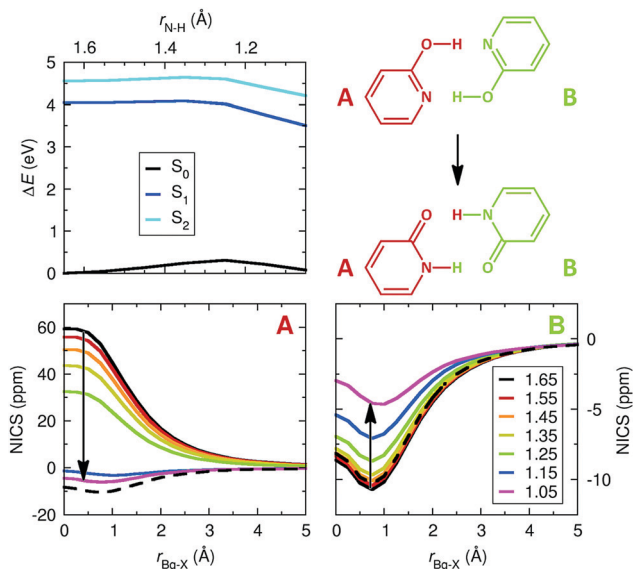 r N-H (Å)
1.6 1.4 1.2
5
4
3
2
1
0
ΔE (eV)
S0
S1
S2
O H
N
A
N
H O
B
O
A
N H
H N
O
B
60
40
20
0
-20
NICS (ppm)
A
0 1 2 3 4 5
r Bq-X (Å)
B
1.65
1.55
1.45
1.35
1.25
1.15
1.05
0
-5
-10
NICS (ppm)
0 1 2 3 4 5
r Bq-X (Å)